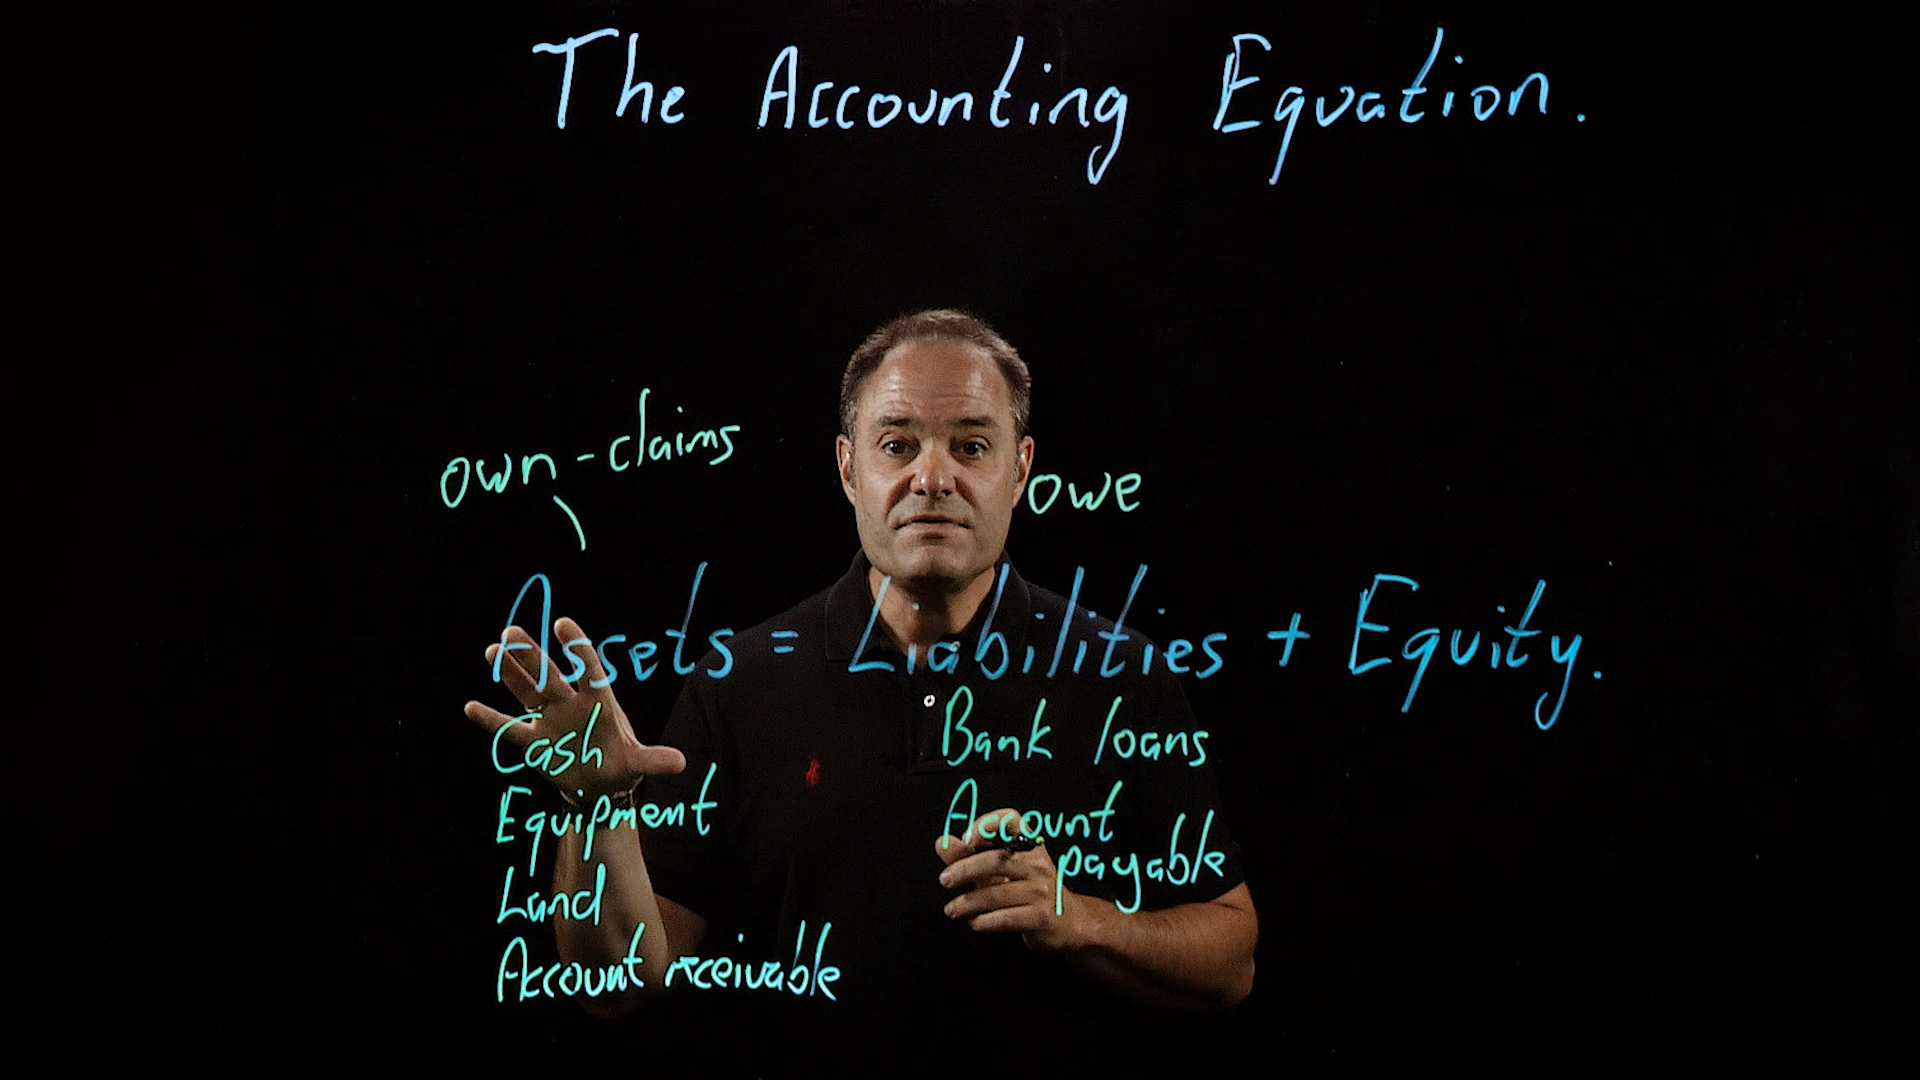 The Accounting Equation.
own - claims
owe
Assets = Liabilities + Equity.
Cash
Equipment
Land
Account receivable
Bank loans
Account
payable